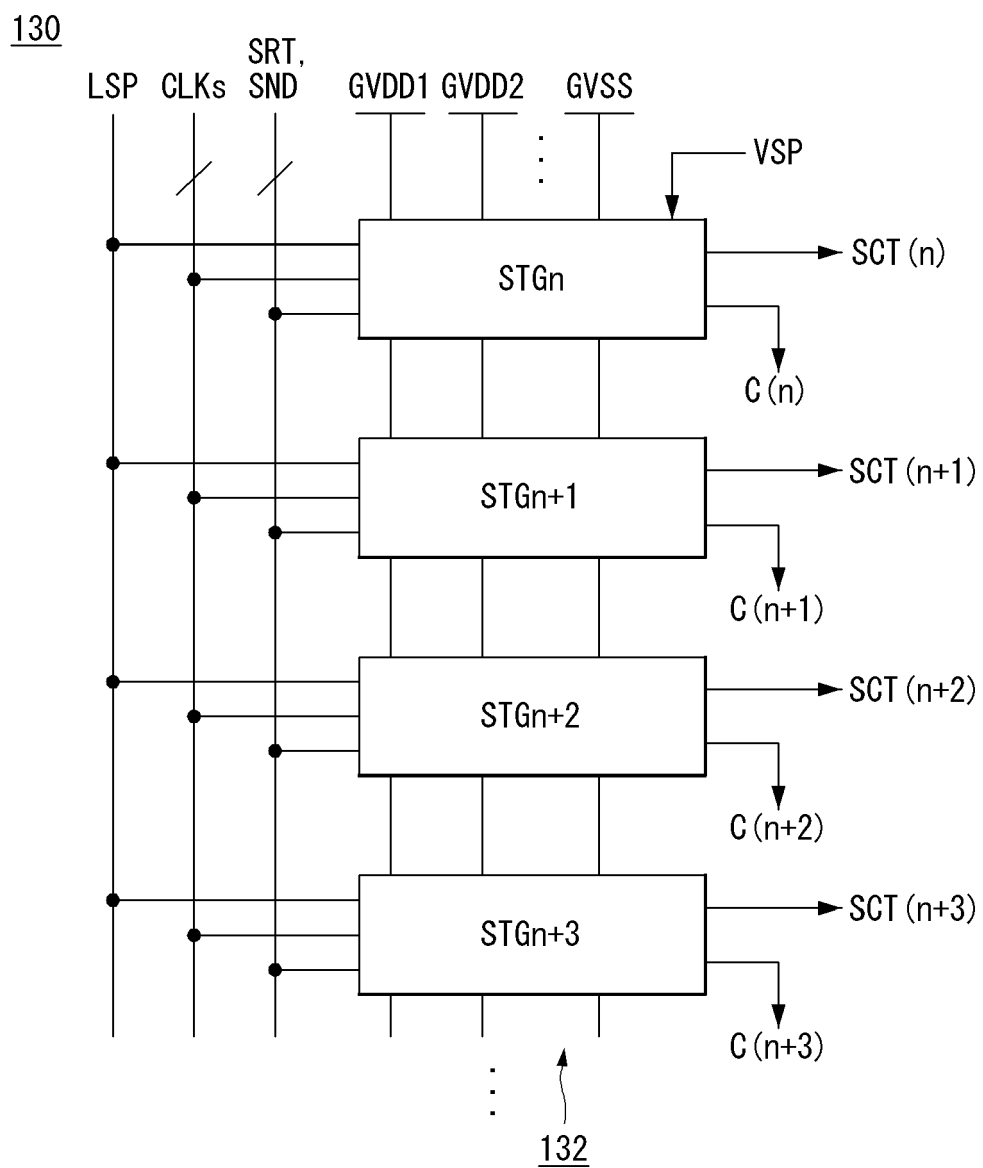 130
SRT,
LSP CLKs SND GVDD1 GVDD2 GVSS
VSP
STGn
SCT(n)
C(n)
STGn+1
SCT(n+1)
C(n+1)
STGn+2
SCT(n+2)
C(n+2)
STGn+3
SCT(n+3)
C(n+3)
132